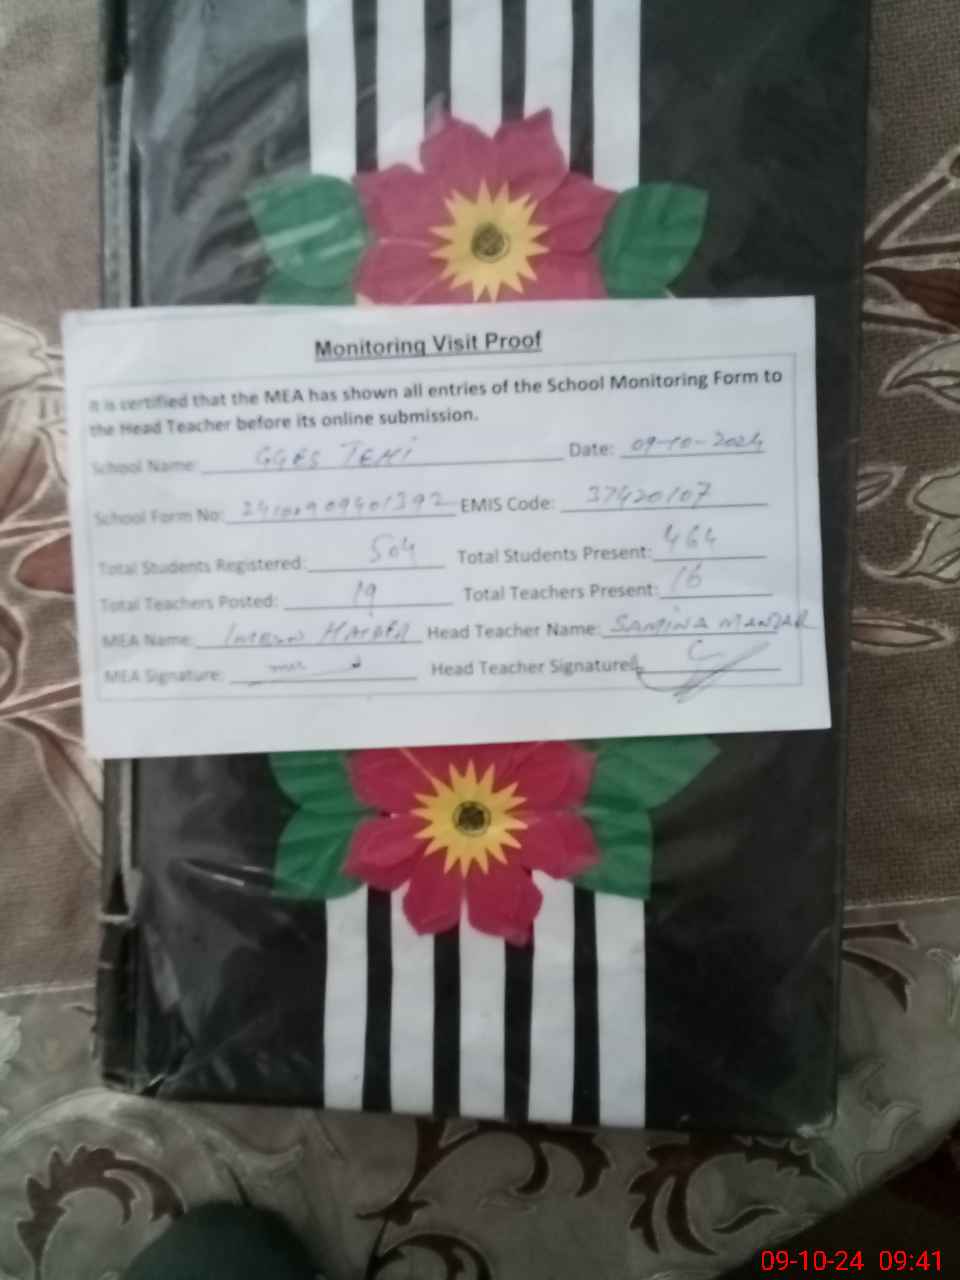 Monitoring Visit Proof
It is certified that the MEA has shown all entries of the School Monitoring Form to
the Head Teacher before its online submission.
School Name: GGES TEHI Date: 09-10-2024
School Form No: EMIS Code: 37420107
Total Students Registered: 504 Total Students Present: 464
Total Teachers Posted: 19 Total Teachers Present: 16
MEA Name: Head Teacher Name: SAMINA
MEA Signature: Head Teacher Signature:
09-10-24 09:41